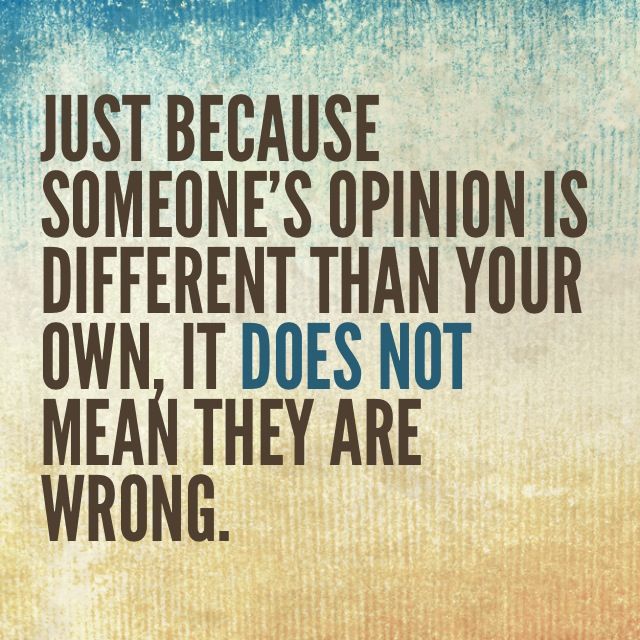 JUST BECAUSE
SOMEONE'S OPINION IS
DIFFERENT THAN YOUR
OWN, IT DOES NOT
MEAN THEY ARE
WRONG.